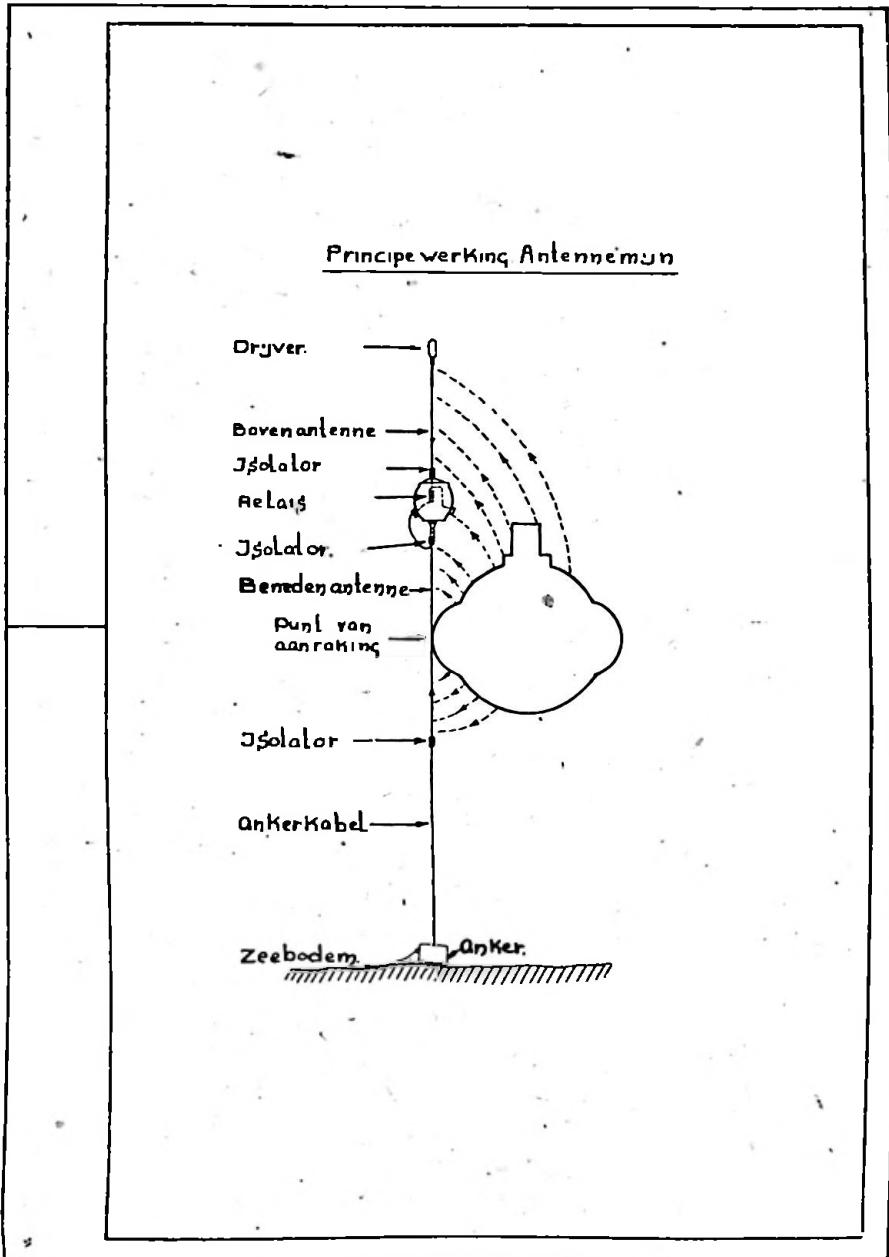 Principe werking Antennemijn
Drijver.
Bovenantenne
Isolator
Relais
Isolator.
Benedenantenne
Punt van
aanraking
Isolator
Ankerkabel
Zeebodem.
Anker.